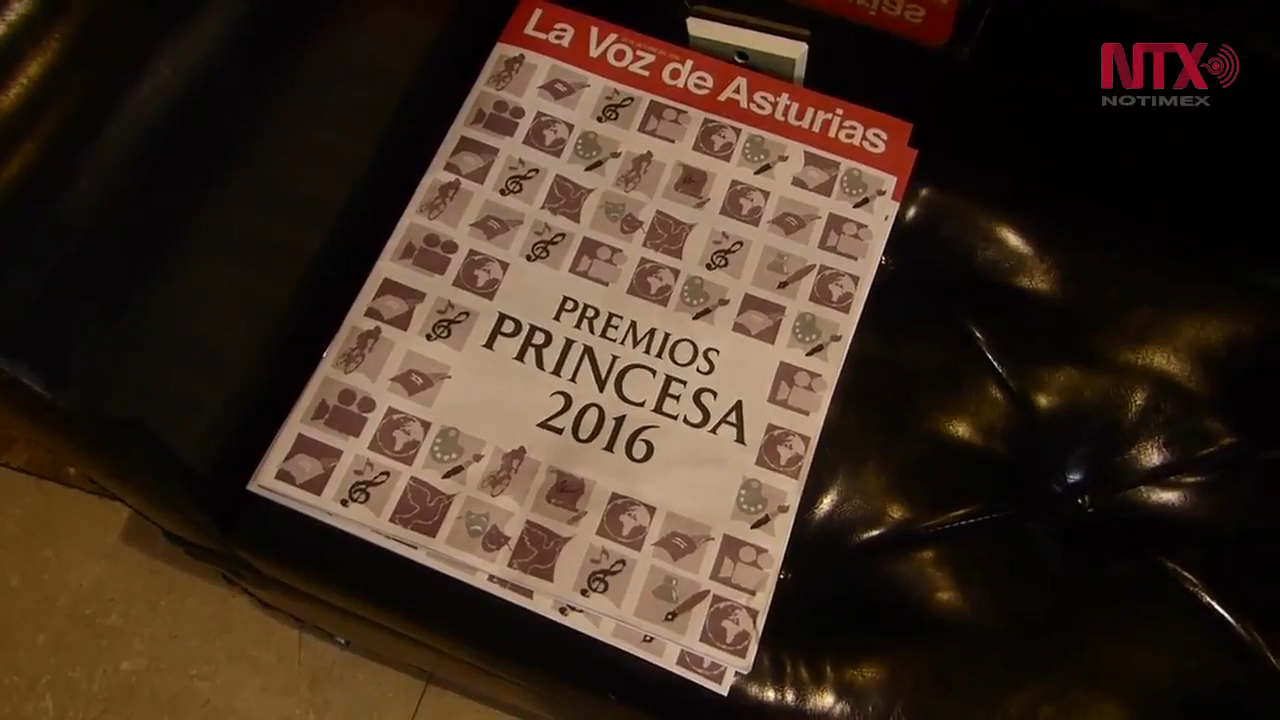 La Voz de Asturias
PREMIOS
PRINCESA
2016
NTX
NOTIMEX